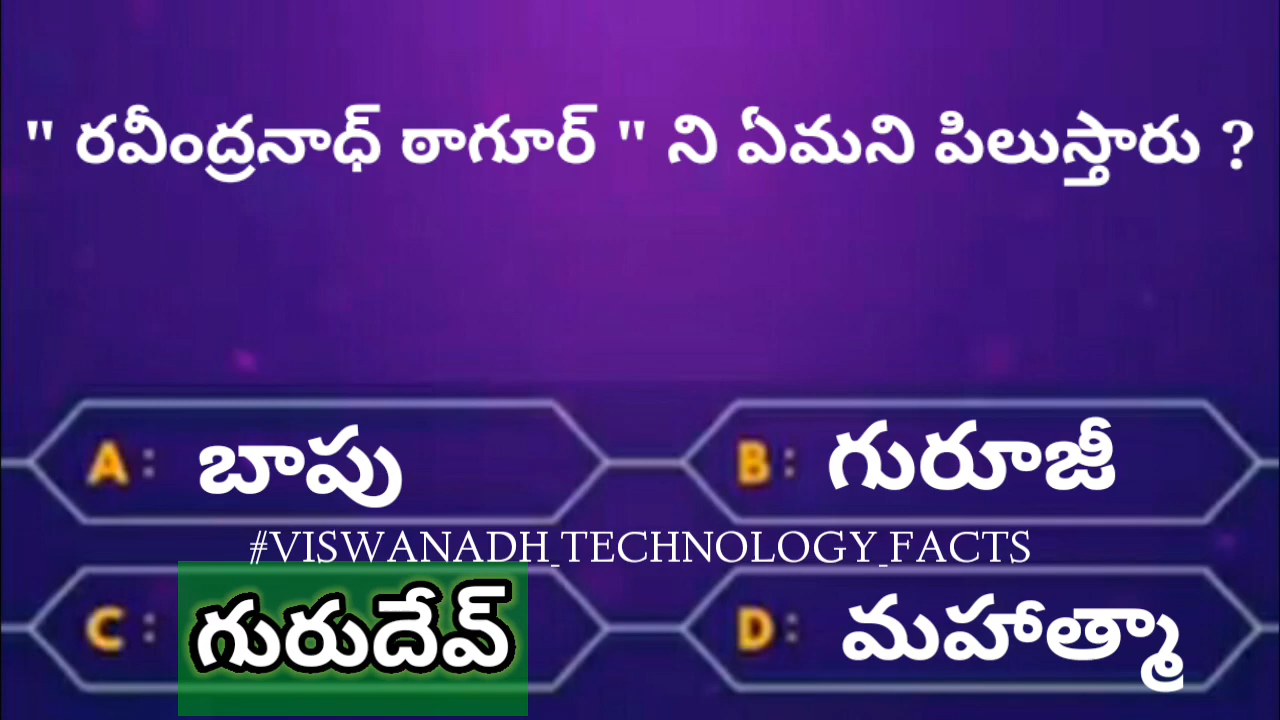 " రవీంద్రనాధ్ ఠాగూర్ " ని ఏమని పిలుస్తారు ?
A : బాపు
B : గురూజీ
#VISWANADH_TECHNOLOGY_FACTS
C : గురుదేవ్
D : మహాత్మా